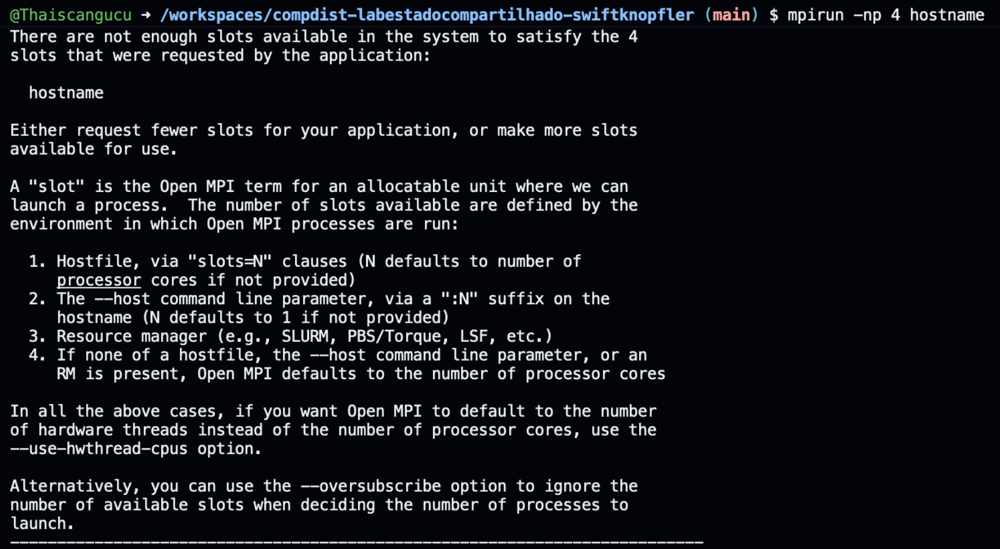 @Thaiscangucu → /workspaces/compdist-labestadocompartilhado-swiftknopfler (main) $ mpirun -np 4 hostname
There are not enough slots available in the system to satisfy the 4
slots that were requested by the application:

  hostname

Either request fewer slots for your application, or make more slots
available for use.

A "slot" is the Open MPI term for an allocatable unit where we can
launch a process.  The number of slots available are defined by the
environment in which Open MPI processes are run:

  1. Hostfile, via "slots=N" clauses (N defaults to number of
     processor cores if not provided)
  2. The --host command line parameter, via a ":N" suffix on the
     hostname (N defaults to 1 if not provided)
  3. Resource manager (e.g., SLURM, PBS/Torque, LSF, etc.)
  4. If none of a hostfile, the --host command line parameter, or an
     RM is present, Open MPI defaults to the number of processor cores

In all the above cases, if you want Open MPI to default to the number
of hardware threads instead of the number of processor cores, use the
--use-hwthread-cpus option.

Alternatively, you can use the --oversubscribe option to ignore the
number of available slots when deciding the number of processes to
launch.
--------------------------------------------------------------------------